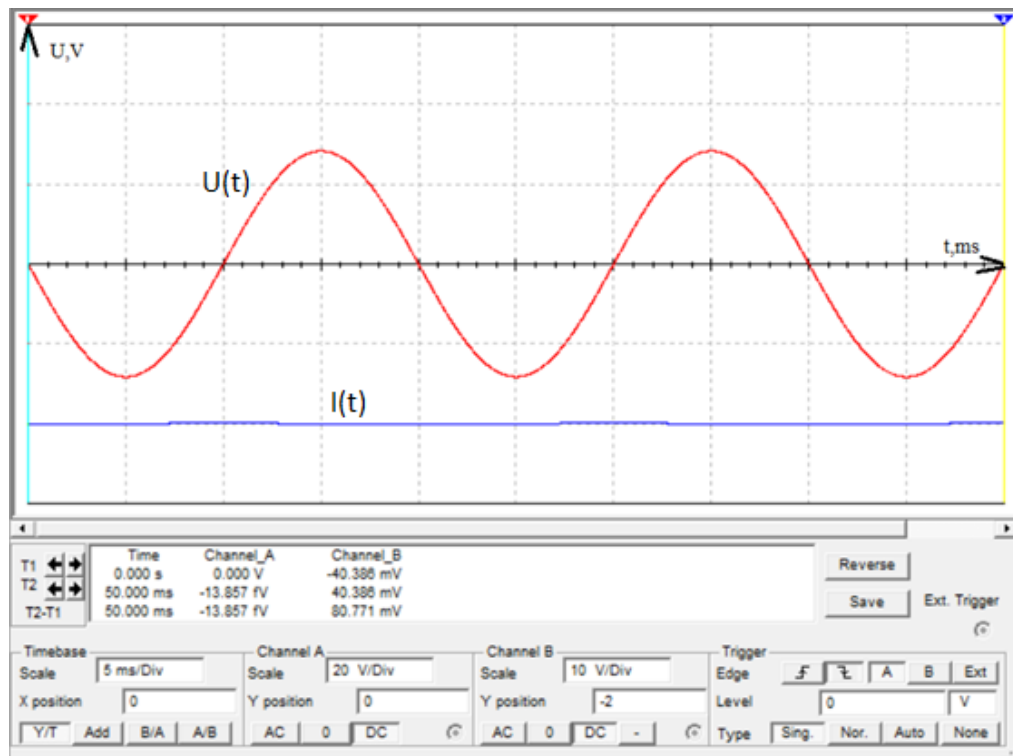 U,V
U(t)
t,ms
I(t)
Time Channel_A Channel_B
T1 0.000 s 0.000 V -40.386 mV
T2 50.000 ms -13.857 fV 40.386 mV
T2-T1 50.000 ms -13.857 fV 80.771 mV
Reverse
Save
Ext. Trigger
Timebase
Scale 5 ms/Div
X position 0
Y/T Add B/A A/B
Channel A
Scale 20 V/Div
Y position 0
AC 0 DC
Channel B
Scale 10 V/Div
Y position -2
AC 0 DC -
Trigger
Edge A B Ext
Level 0 V
Type Sing. Nor. Auto None